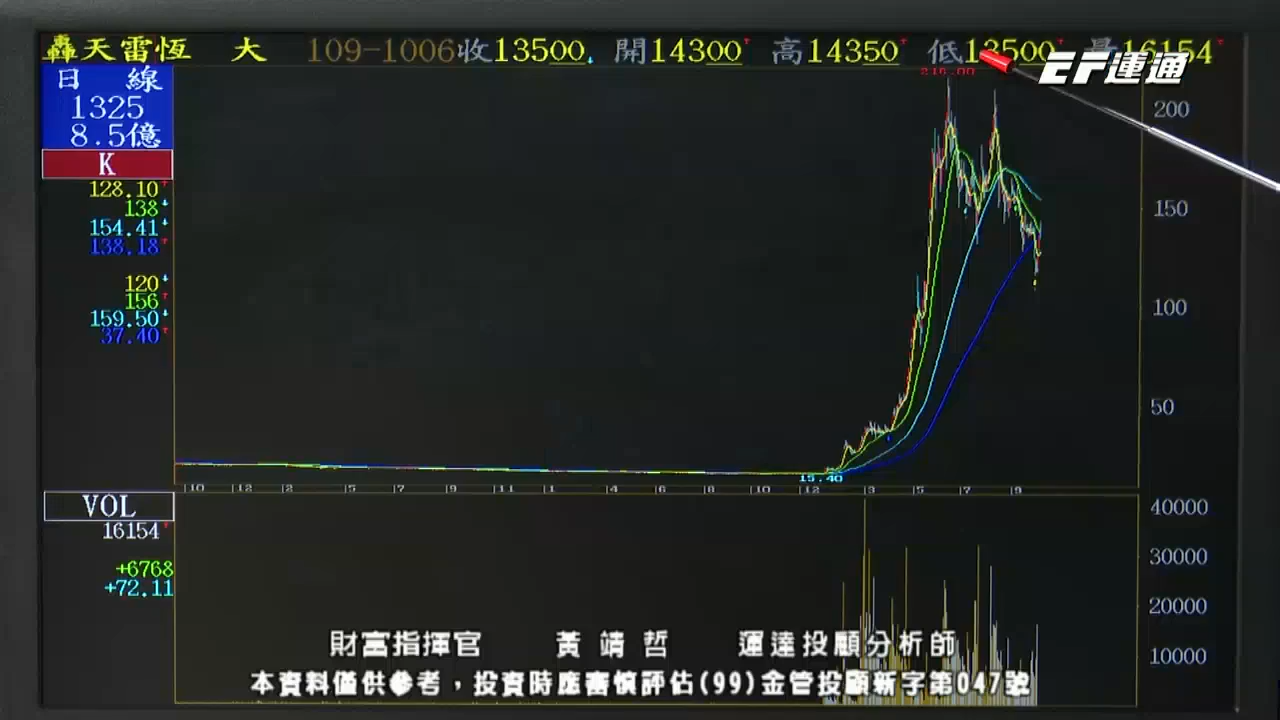 轟天雷恆 大 109-1006收13500 開14300 高14350 低13500 量16154
EF運通
日 線
1325
8.5億
K
128.10
138
154.41
138.18
120
156
159.50
37.40
216.00
200
150
100
50
15.40
10 12 2 5 7 9 11 1 4 6 8 10 12 3 5 7 9
VOL
16154
+6768
+72.11
40000
30000
20000
10000
財富指揮官 黃靖哲 運達投顧分析師
本資料僅供參考，投資時應審慎評估(99)金管投顧新字第047號